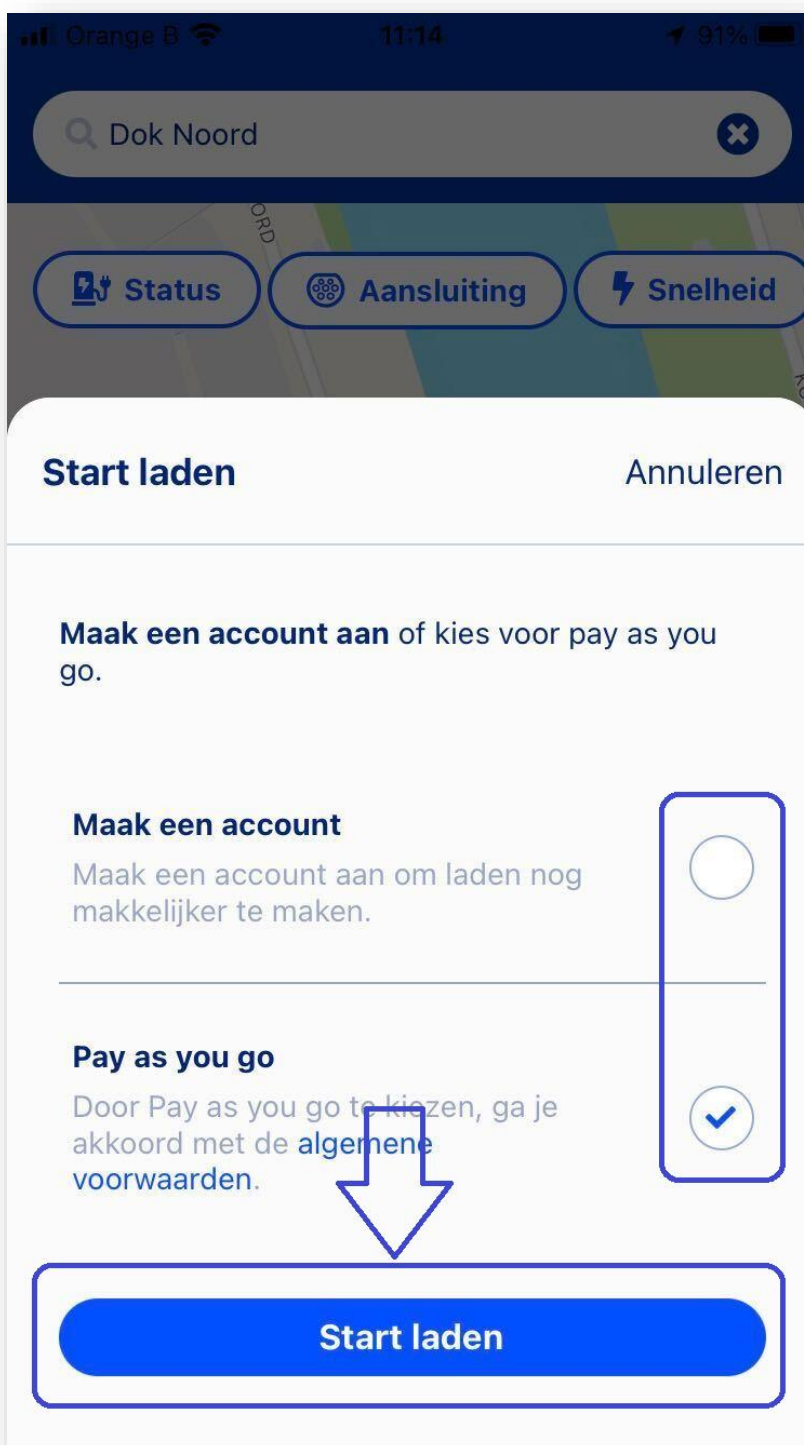 Orange B 11:14 91%
Dok Noord
ORD
Status Aansluiting Snelheid
Start laden Annuleren
Maak een account aan of kies voor pay as you
go.
Maak een account
Maak een account aan om laden nog
makkelijker te maken.
Pay as you go
Door Pay as you go te kiezen, ga je
akkoord met de algemene
voorwaarden.
Start laden